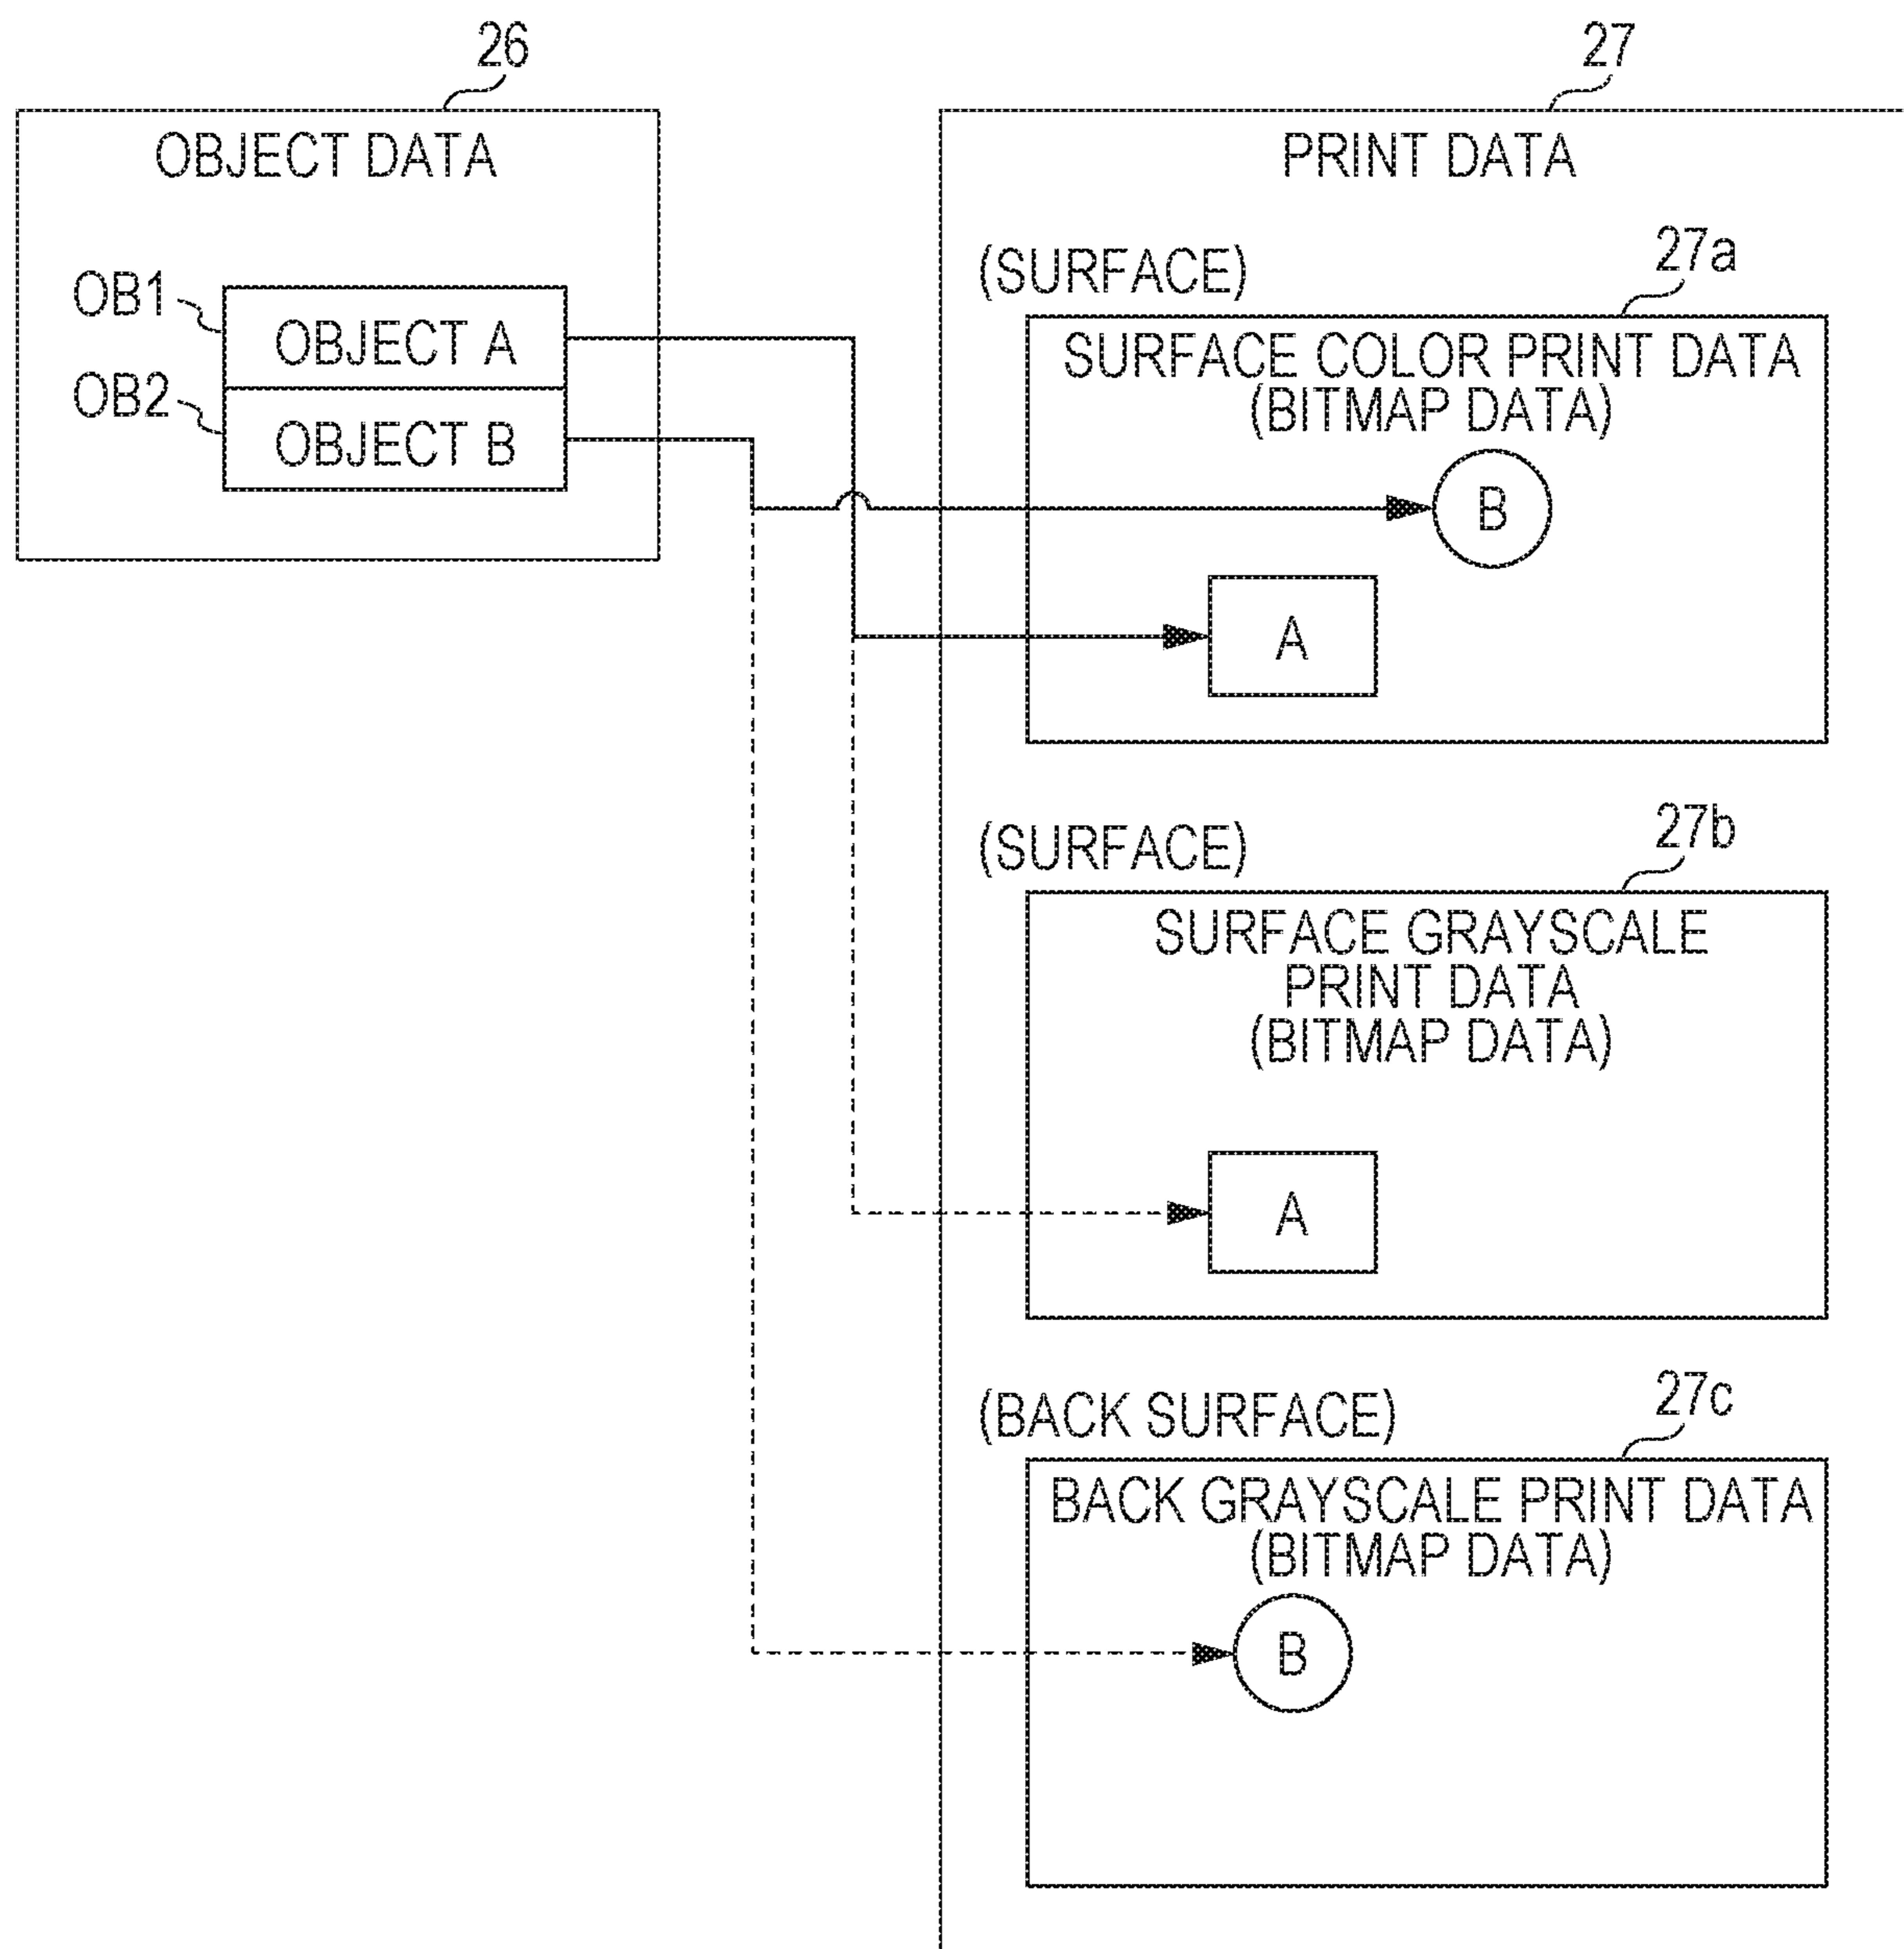 26
OBJECT DATA
OB1
OBJECT A
OB2
OBJECT B
27
PRINT DATA
(SURFACE)
27a
SURFACE COLOR PRINT DATA
(BITMAP DATA)
B
A
(SURFACE)
27b
SURFACE GRAYSCALE
PRINT DATA
(BITMAP DATA)
A
(BACK SURFACE)
27c
BACK GRAYSCALE PRINT DATA
(BITMAP DATA)
B